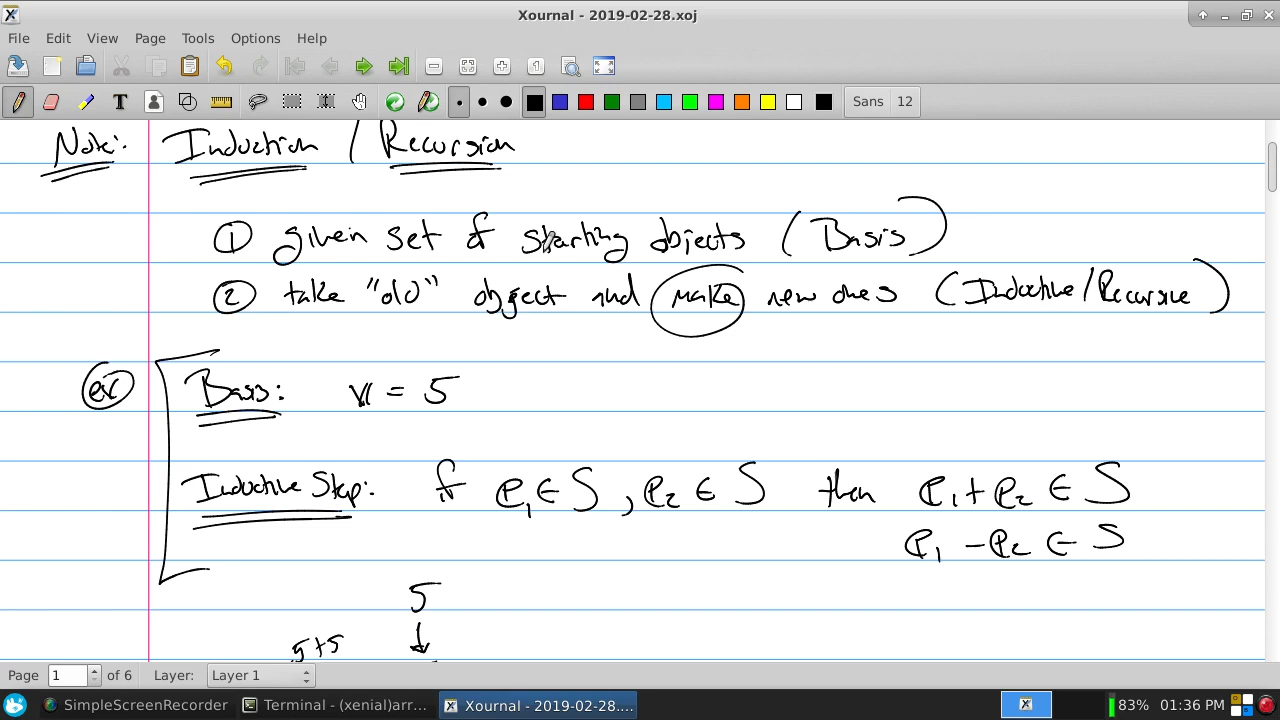 Xournal - 2019-02-28.xoj
File Edit View Page Tools Options Help
Sans 12
Note: Induction / Recursion
① given set of starting objects (Basis)
② take "old" object and make new ones (Inductive/Recursive)
ex Basis: = 5
Inductive Step: if e₁ ∈ S, e₂ ∈ S then e₁ + e₂ ∈ S
e₁ - e₂ ∈ S
5
5+5
Page 1 of 6 Layer: Layer 1
SimpleScreenRecorder Terminal - (xenial)arr... Xournal - 2019-02-28.... 83% 01:36 PM